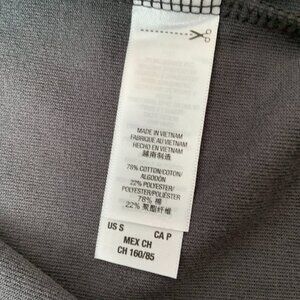 MADE IN VIETNAM
FABRIQUÉ AU VIETNAM
HECHO EN VIETNAM
越南制造
78% COTTON/COTON/
ALGODÓN
22% POLYESTER/
POLYESTER/POLIÉSTER
78% 棉
22% 聚酯纤维
US S CA P
MEX CH
CH 160/85